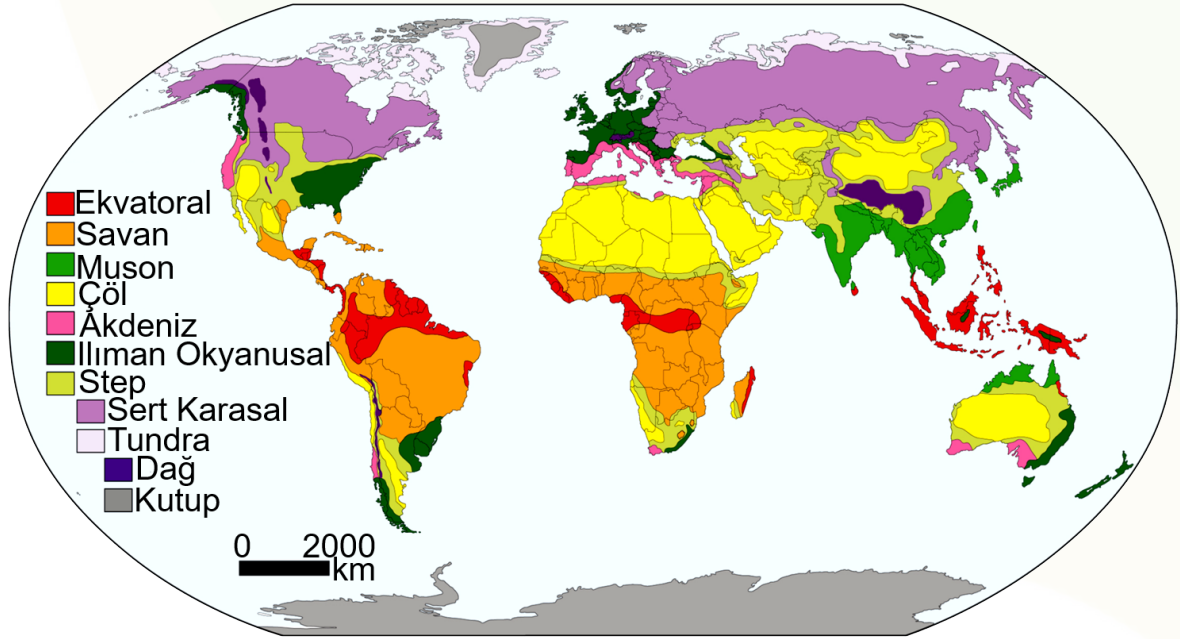 Ekvatoral
Savan
Muson
Çöl
Akdeniz
Ilıman Okyanusal
Step
Sert Karasal
Tundra
Dağ
Kutup
0 2000
km